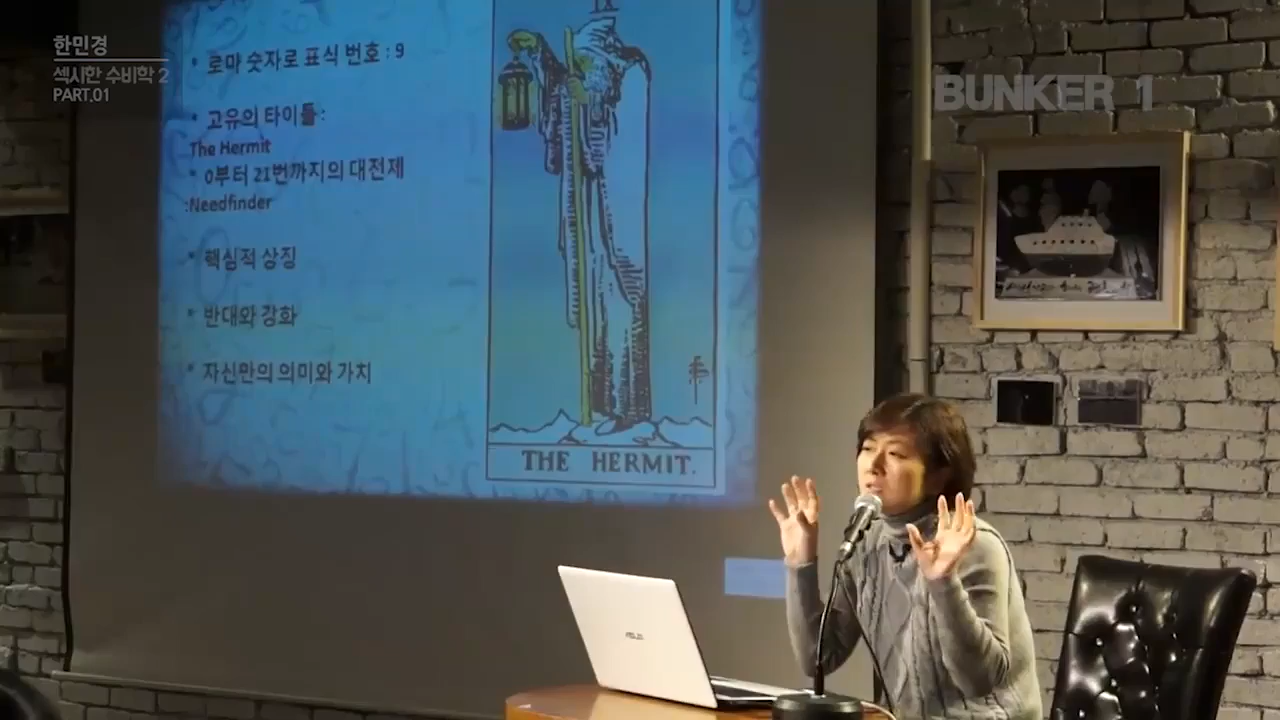 한민경
섹시한 수비학 2
PART.01
BUNKER 1
• 로마 숫자로 표식 번호 : 9
• 고유의 타이틀 :
The Hermit
• 0부터 21번까지의 대전제
:Needfinder
• 핵심적 상징
• 반대와 강화
• 자신만의 의미와 가치
IX
THE HERMIT.
ASUS